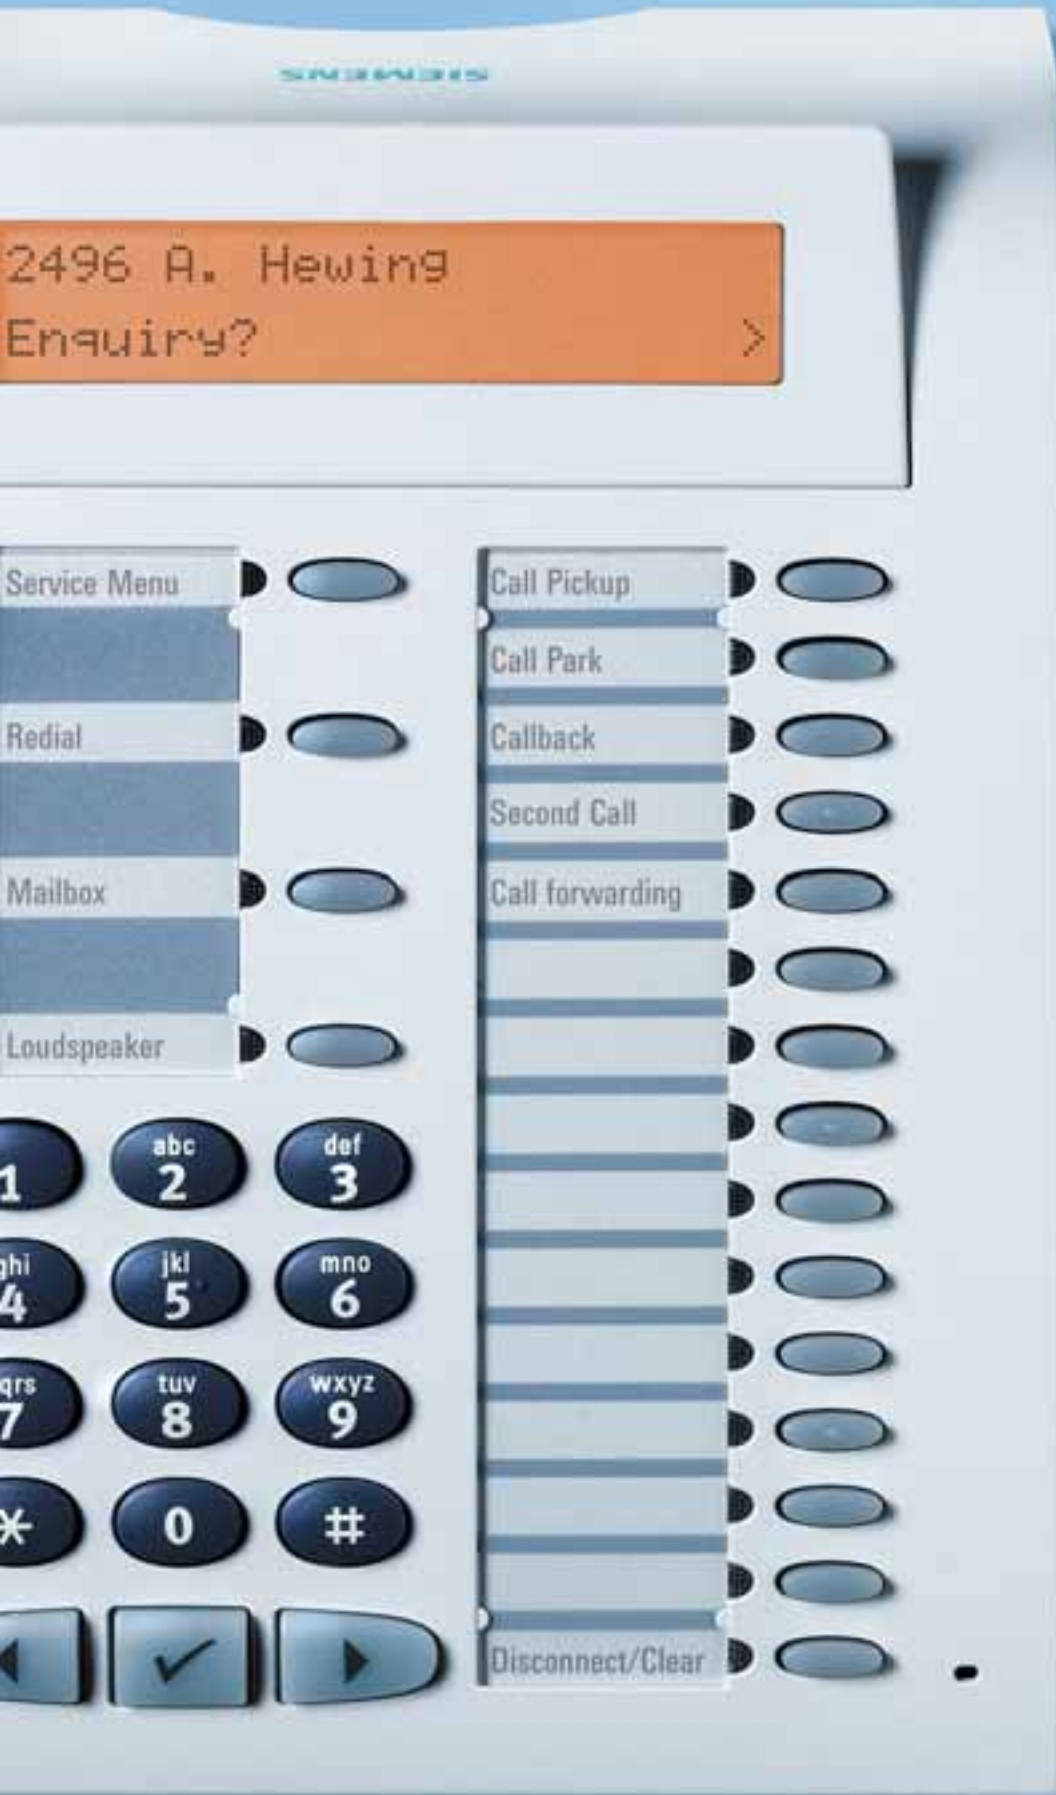 SIEMENS
2496 A. Hewing
Enquiry? >
Service Menu
Redial
Mailbox
Loudspeaker
Call Pickup
Call Park
Callback
Second Call
Call forwarding
Disconnect/Clear
1
abc
2
def
3
ghi
4
jkl
5
mno
6
qrs
7
tuv
8
wxyz
9
*
0
#